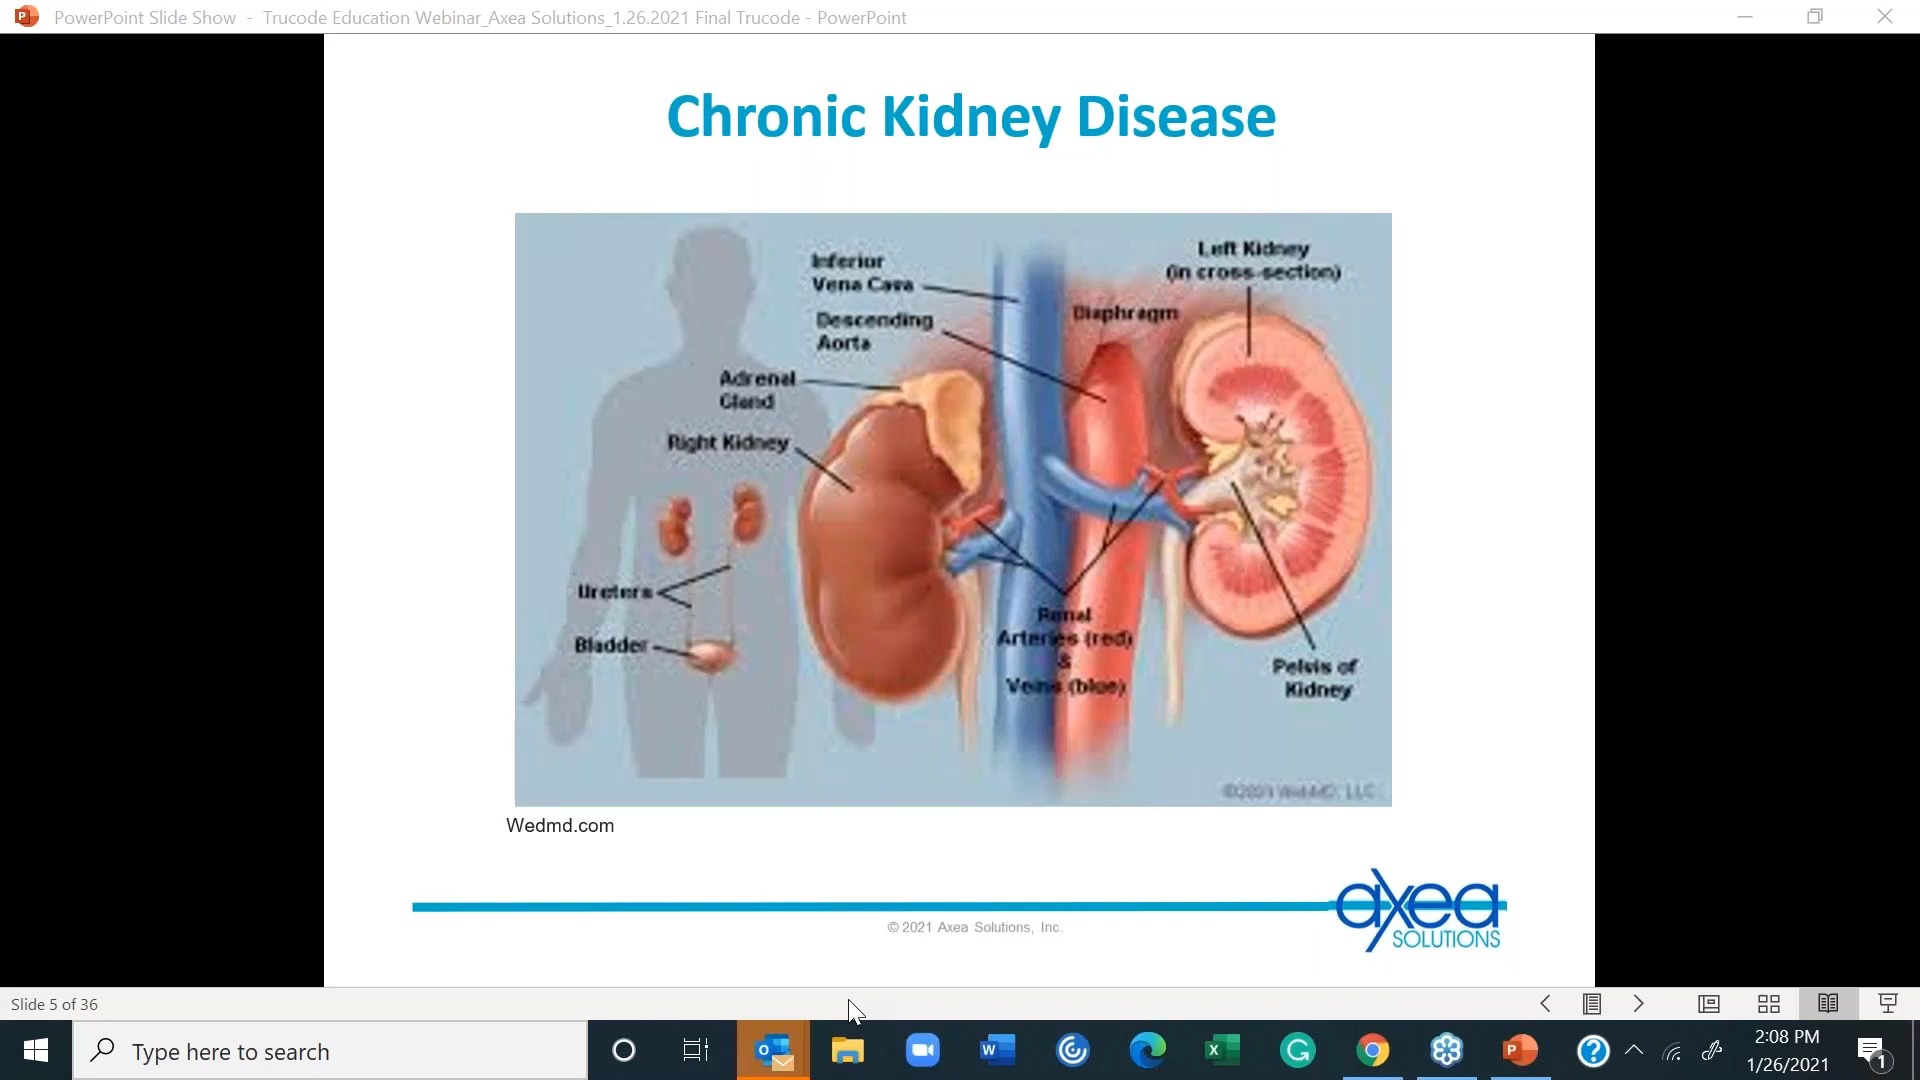 PowerPoint Slide Show - Trucode Education Webinar_Axea Solutions_1.26.2021 Final Trucode - PowerPoint
Chronic Kidney Disease
Inferior
Vena Cava
Descending
Aorta
Adrenal
Gland
Right Kidney
Ureters
Bladder
Diaphragm
Left Kidney
(in cross-section)
Renal
Arteries (red)
&
Veins (blue)
Pelvis of
Kidney
Wedmd.com
axea
SOLUTIONS
© 2021 Axea Solutions, Inc.
Slide 5 of 36
Type here to search
2:08 PM
1/26/2021
1